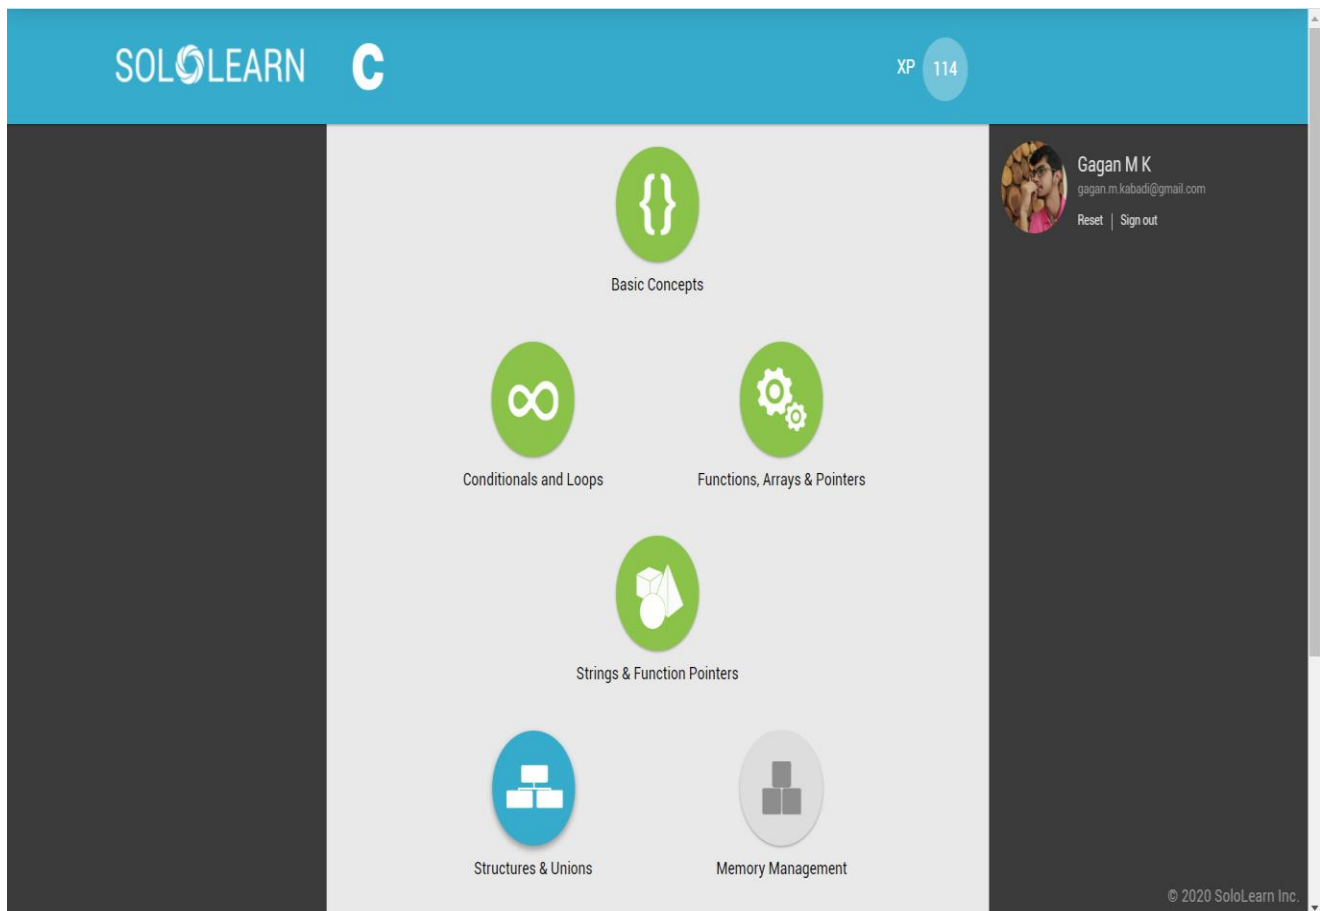 SOLOLEARN C XP 114
Gagan M K
gagan.m.kabadi@gmail.com
Reset | Sign out
{}
Basic Concepts
Conditionals and Loops
Functions, Arrays & Pointers
Strings & Function Pointers
Structures & Unions
Memory Management
© 2020 SoloLearn Inc.